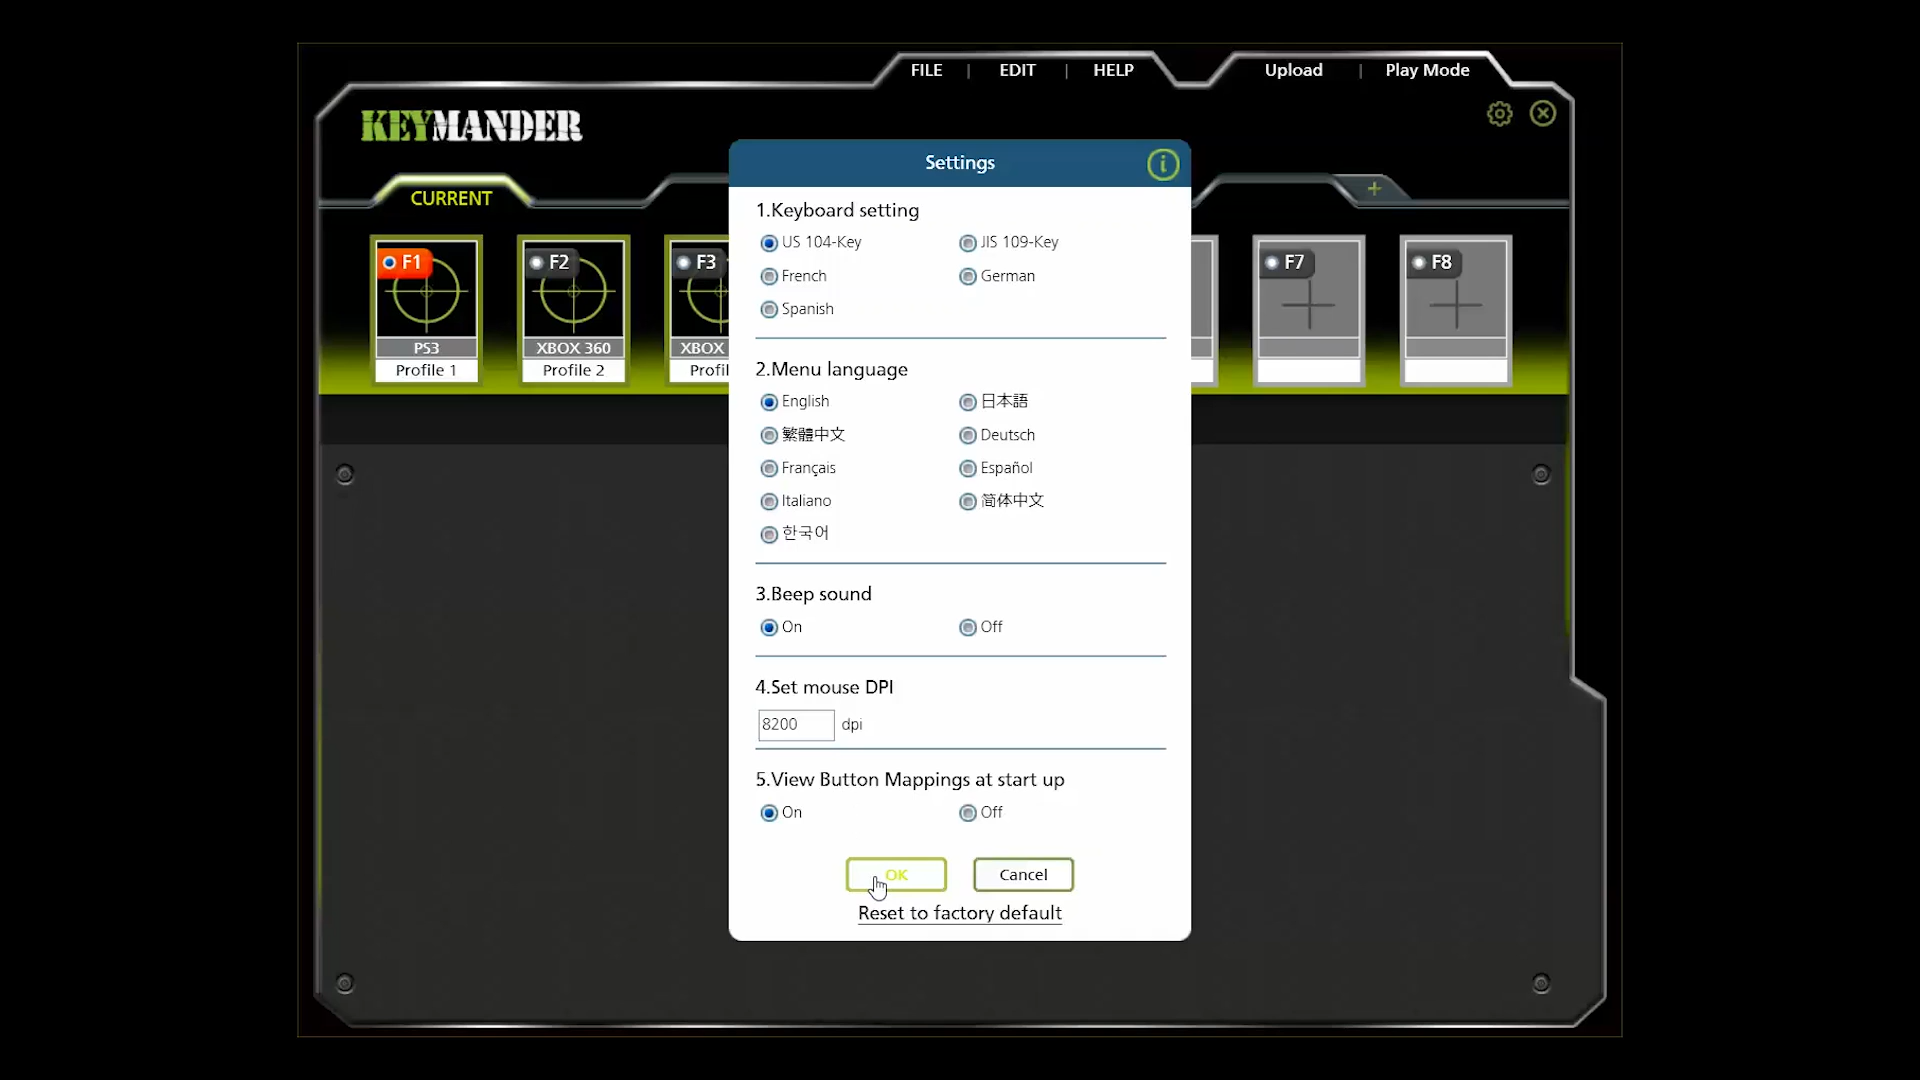 FILE | EDIT | HELP
Upload | Play Mode
KEYMANDER
CURRENT
+
F1
PS3
Profile 1
F2
XBOX 360
Profile 2
F3
XBOX
Profil
F7
F8
Settings
i
1.Keyboard setting
US 104-Key
JIS 109-Key
French
German
Spanish
2.Menu language
English
日本語
繁體中文
Deutsch
Français
Español
Italiano
简体中文
한국어
3.Beep sound
On
Off
4.Set mouse DPI
8200 dpi
5.View Button Mappings at start up
On
Off
OK
Cancel
Reset to factory default